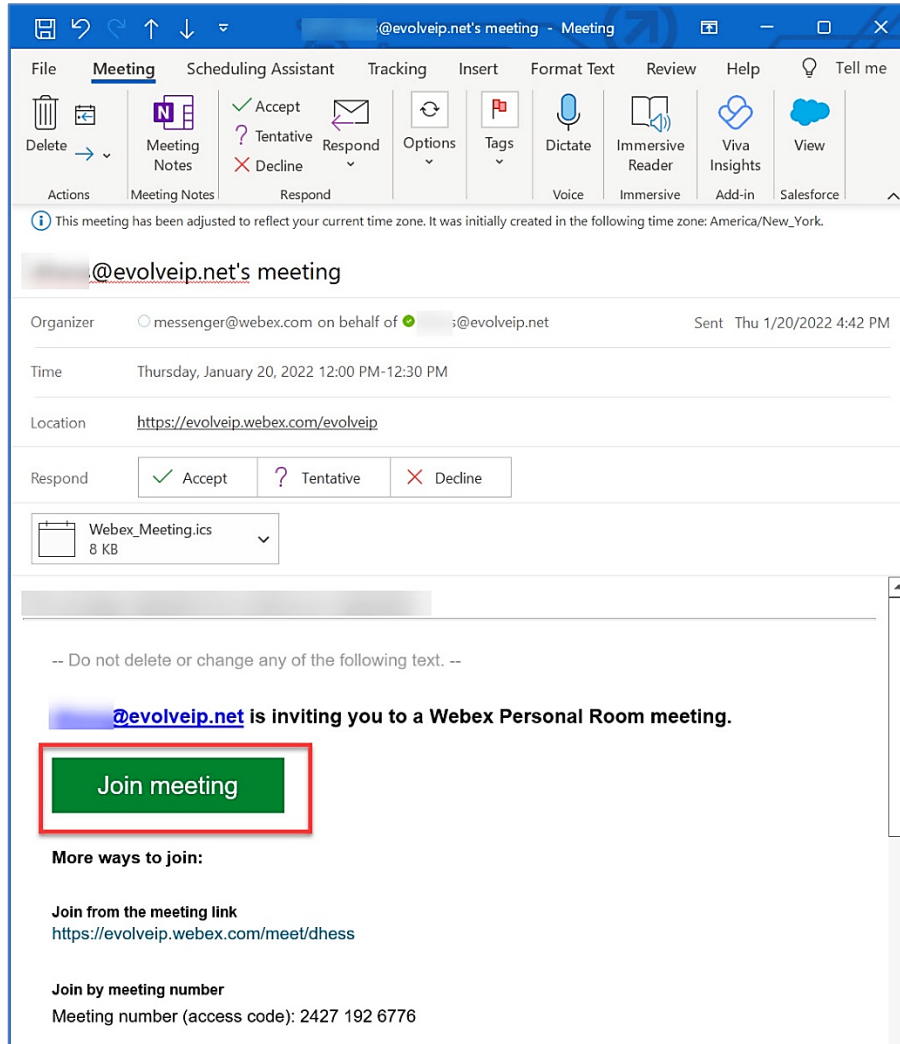 @evolveip.net's meeting - Meeting
File Meeting Scheduling Assistant Tracking Insert Format Text Review Help Tell me
Delete
Meeting Notes
Accept
Tentative
Decline
Respond
Options
Tags
Dictate
Immersive Reader
Viva Insights
View
Actions Meeting Notes Respond Voice Immersive Add-in Salesforce
This meeting has been adjusted to reflect your current time zone. It was initially created in the following time zone: America/New_York.
.@evolveip.net's meeting
Organizer messenger@webex.com on behalf of s@evolveip.net Sent Thu 1/20/2022 4:42 PM
Time Thursday, January 20, 2022 12:00 PM-12:30 PM
Location https://evolveip.webex.com/evolveip
Respond Accept Tentative Decline
Webex_Meeting.ics
8 KB
-- Do not delete or change any of the following text. --
@evolveip.net is inviting you to a Webex Personal Room meeting.
Join meeting
More ways to join:
Join from the meeting link
https://evolveip.webex.com/meet/dhess
Join by meeting number
Meeting number (access code): 2427 192 6776